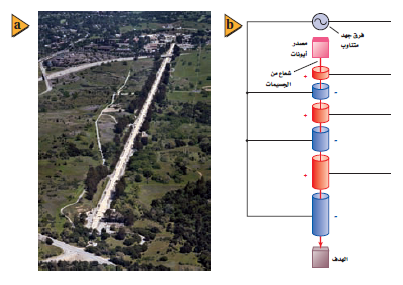 a
b
فرق جهد
متناوب
مصدر
أيونات
شعاع من
الجسيمات
+
-
+
-
+
-
الهدف